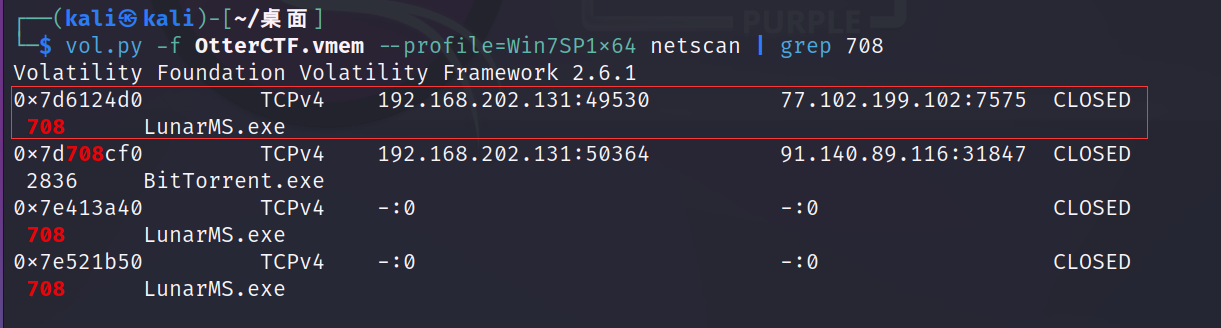 PURPLE
┌──(kali㉿kali)-[~/桌面]
└─$ vol.py -f OtterCTF.vmem --profile=Win7SP1×64 netscan | grep 708
Volatility Foundation Volatility Framework 2.6.1
0×7d6124d0 TCPv4 192.168.202.131:49530 77.102.199.102:7575 CLOSED
708 LunarMS.exe
0×7d708cf0 TCPv4 192.168.202.131:50364 91.140.89.116:31847 CLOSED
2836 BitTorrent.exe
0×7e413a40 TCPv4 -:0 -:0 CLOSED
708 LunarMS.exe
0×7e521b50 TCPv4 -:0 -:0 CLOSED
708 LunarMS.exe